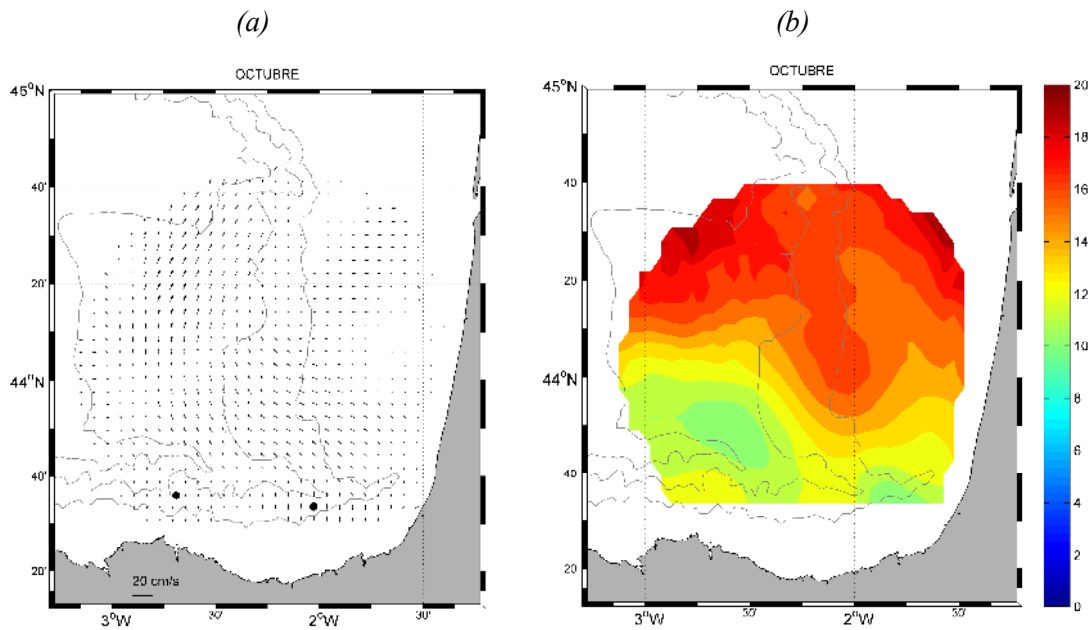 (a) (b)
OCTUBRE OCTUBRE
45°N 45°N 20
18
40' 40 16
14
20' 20 12
10
44°N 44°N 8
6
40' 40 4
2
20' 20 0
20 cm/s
3°W 30' 2°W 30' 3°W 30' 2°W 30'